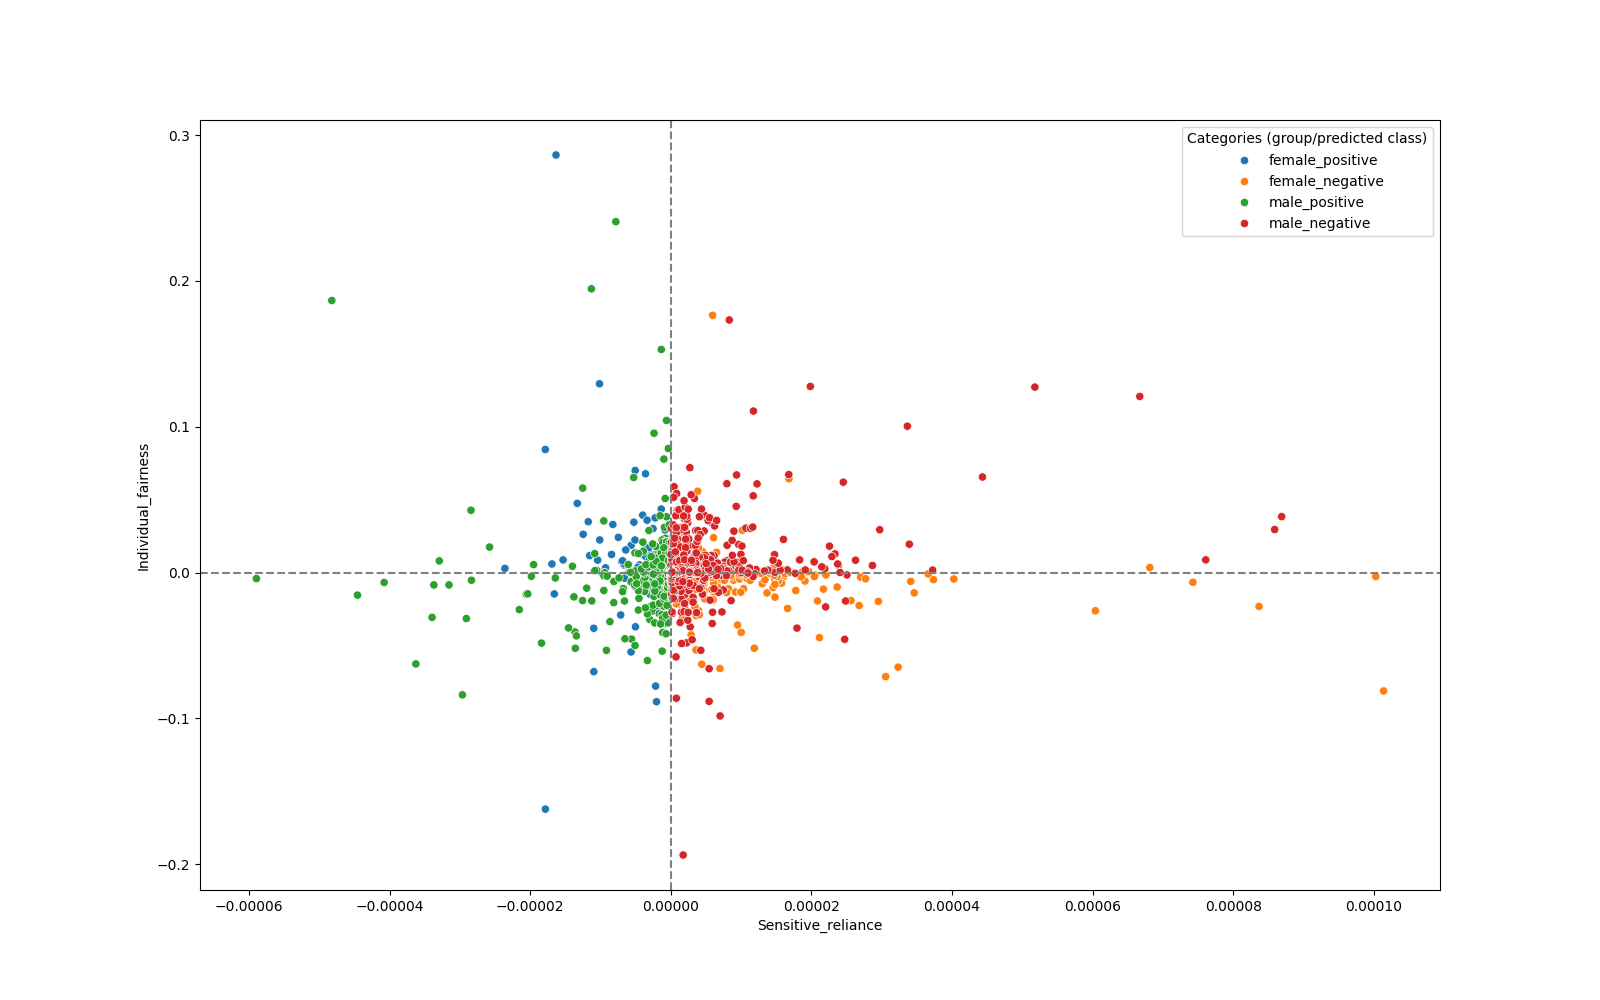 Categories (group/predicted class)
female_positive
female_negative
male_positive
male_negative
0.3
0.2
0.1
0.0
−0.1
−0.2
Individual_fairness
−0.00006
−0.00004
−0.00002
0.00000
0.00002
0.00004
0.00006
0.00008
0.00010
Sensitive_reliance